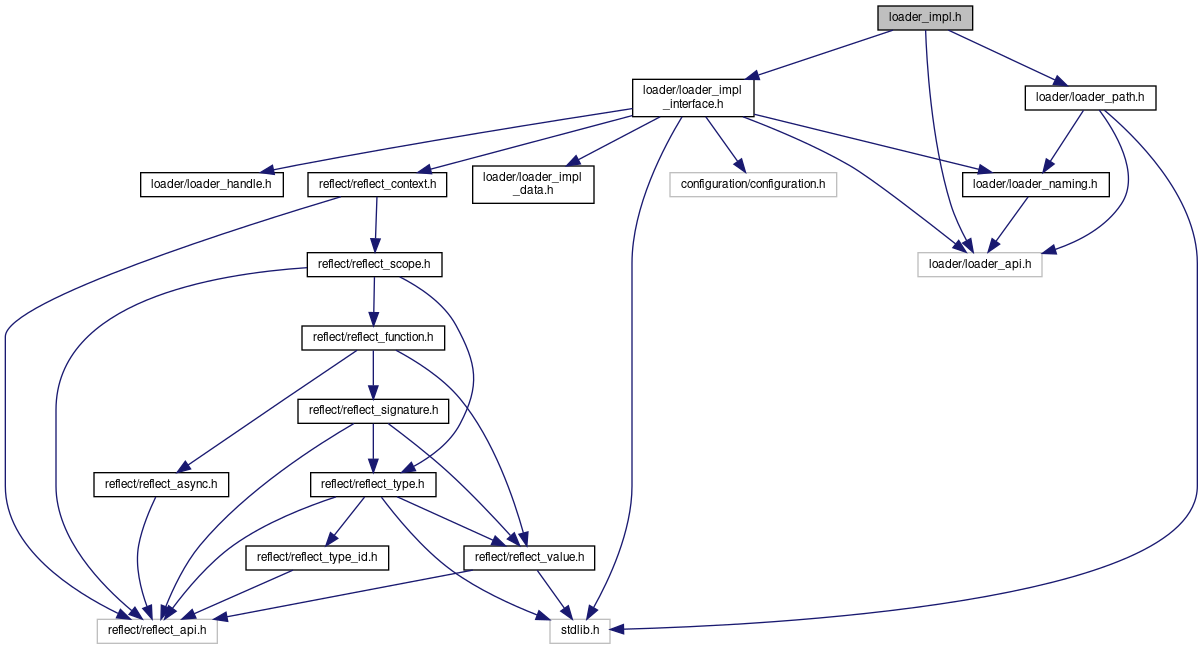 loader_impl.h
loader/loader_impl
_interface.h
loader/loader_path.h
loader/loader_handle.h
reflect/reflect_context.h
loader/loader_impl
_data.h
configuration/configuration.h
loader/loader_naming.h
reflect/reflect_scope.h
loader/loader_api.h
reflect/reflect_function.h
reflect/reflect_signature.h
reflect/reflect_async.h
reflect/reflect_type.h
reflect/reflect_type_id.h
reflect/reflect_value.h
reflect/reflect_api.h
stdlib.h